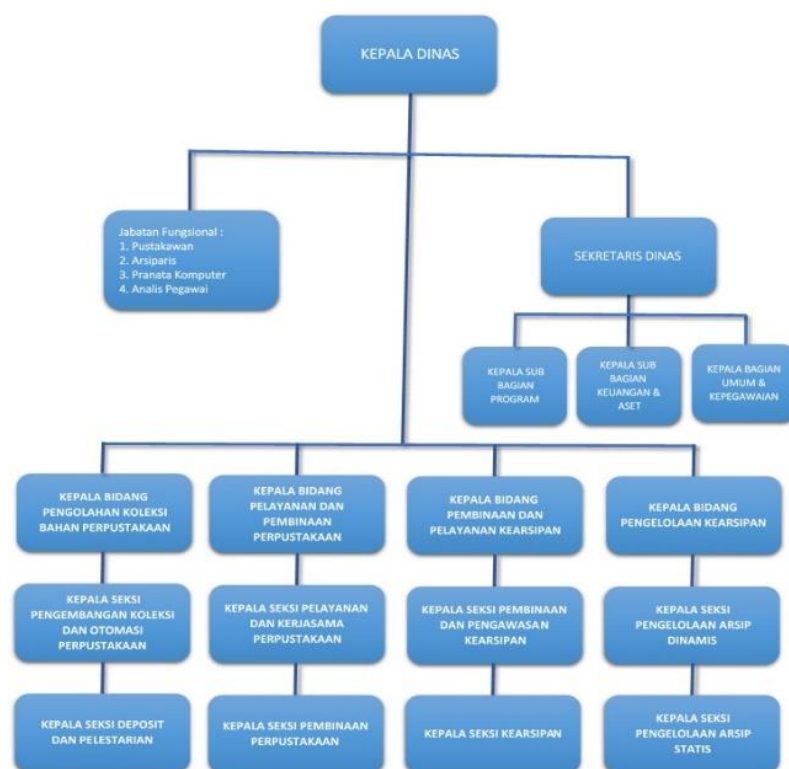 KEPALA DINAS
Jabatan Fungsional :
1. Pustakawan
2. Arsiparis
3. Pranata Komputer
4. Analis Pegawai
SEKRETARIS DINAS
KEPALA SUB
BAGIAN
PROGRAM
KEPALA SUB
BAGIAN
KEUANGAN &
ASET
KEPALA BAGIAN
UMUM &
KEPEGAWAIAN
KEPALA BIDANG
PENGOLAHAN KOLEKSI
BAHAN PERPUSTAKAAN
KEPALA BIDANG
PELAYANAN DAN
PEMBINAAN
PERPUSTAKAAN
KEPALA BIDANG
PEMBINAAN DAN
PELAYANAN KEARSIPAN
KEPALA BIDANG
PENGELOLAAN KEARSIPAN
KEPALA SEKSI
PENGEMBANGAN KOLEKSI
DAN OTOMASI
PERPUSTAKAAN
KEPALA SEKSI PELAYANAN
DAN KERJASAMA
PERPUSTAKAAN
KEPALA SEKSI PEMBINAAN
DAN PENGAWASAN
KEARSIPAN
KEPALA SEKSI
PENGELOLAAN ARSIP
DINAMIS
KEPALA SEKSI DEPOSIT
DAN PELESTARIAN
KEPALA SEKSI PEMBINAAN
PERPUSTAKAAN
KEPALA SEKSI KEARSIPAN
KEPALA SEKSI
PENGELOLAAN ARSIP
STATIS